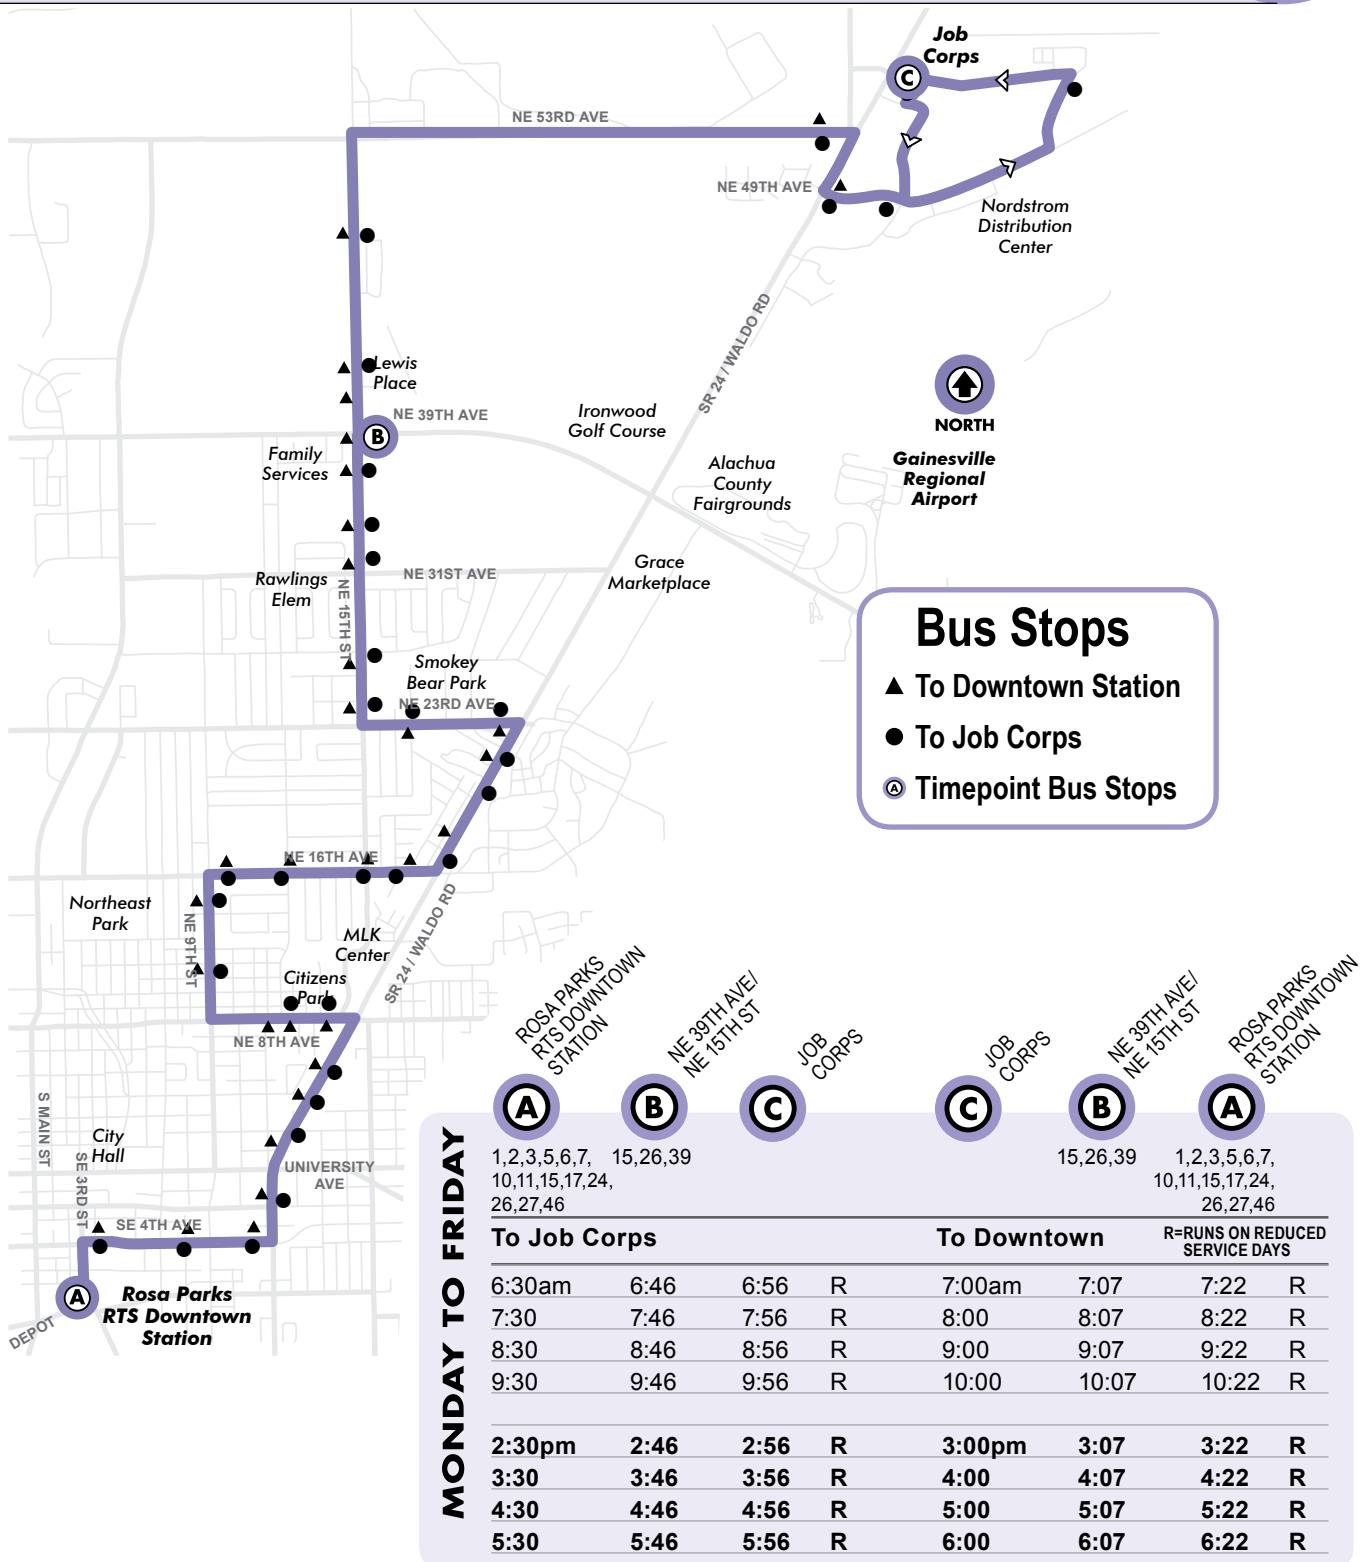 Job
Corps
C
NE 53RD AVE
NE 49TH AVE
Nordstrom
Distribution
Center
SR 24 / WALDO RD
Lewis
Place
NE 39TH AVE
B
Ironwood
Golf Course
NORTH
Family
Services
Gainesville
Regional
Airport
Alachua
County
Fairgrounds
Grace
Marketplace
NE 31ST AVE
Rawlings
Elem
NE 15TH ST
Bus Stops
To Downtown Station
To Job Corps
A Timepoint Bus Stops
Smokey
Bear Park
NE 23RD AVE
NE 16TH AVE
Northeast
Park
NE 9TH ST
MLK
Center
SR 24 / WALDO RD
Citizens
Park
NE 8TH AVE
S MAIN ST
City
Hall
SE 3RD ST
UNIVERSITY
AVE
SE 4TH AVE
A
Rosa Parks
RTS Downtown
Station
DEPOT
ROSA PARKS
RTS DOWNTOWN
STATION
NE 39TH AVE/
NE 15TH ST
JOB
CORPS
JOB
CORPS
NE 39TH AVE/
NE 15TH ST
ROSA PARKS
RTS DOWNTOWN
STATION
A B C C B A
MONDAY TO FRIDAY
1,2,3,5,6,7, 15,26,39 15,26,39 1,2,3,5,6,7,
10,11,15,17,24, 10,11,15,17,24,
26,27,46 26,27,46
To Job Corps To Downtown R=RUNS ON REDUCED
SERVICE DAYS
6:30am 6:46 6:56 R 7:00am 7:07 7:22 R
7:30 7:46 7:56 R 8:00 8:07 8:22 R
8:30 8:46 8:56 R 9:00 9:07 9:22 R
9:30 9:46 9:56 R 10:00 10:07 10:22 R
2:30pm 2:46 2:56 R 3:00pm 3:07 3:22 R
3:30 3:46 3:56 R 4:00 4:07 4:22 R
4:30 4:46 4:56 R 5:00 5:07 5:22 R
5:30 5:46 5:56 R 6:00 6:07 6:22 R